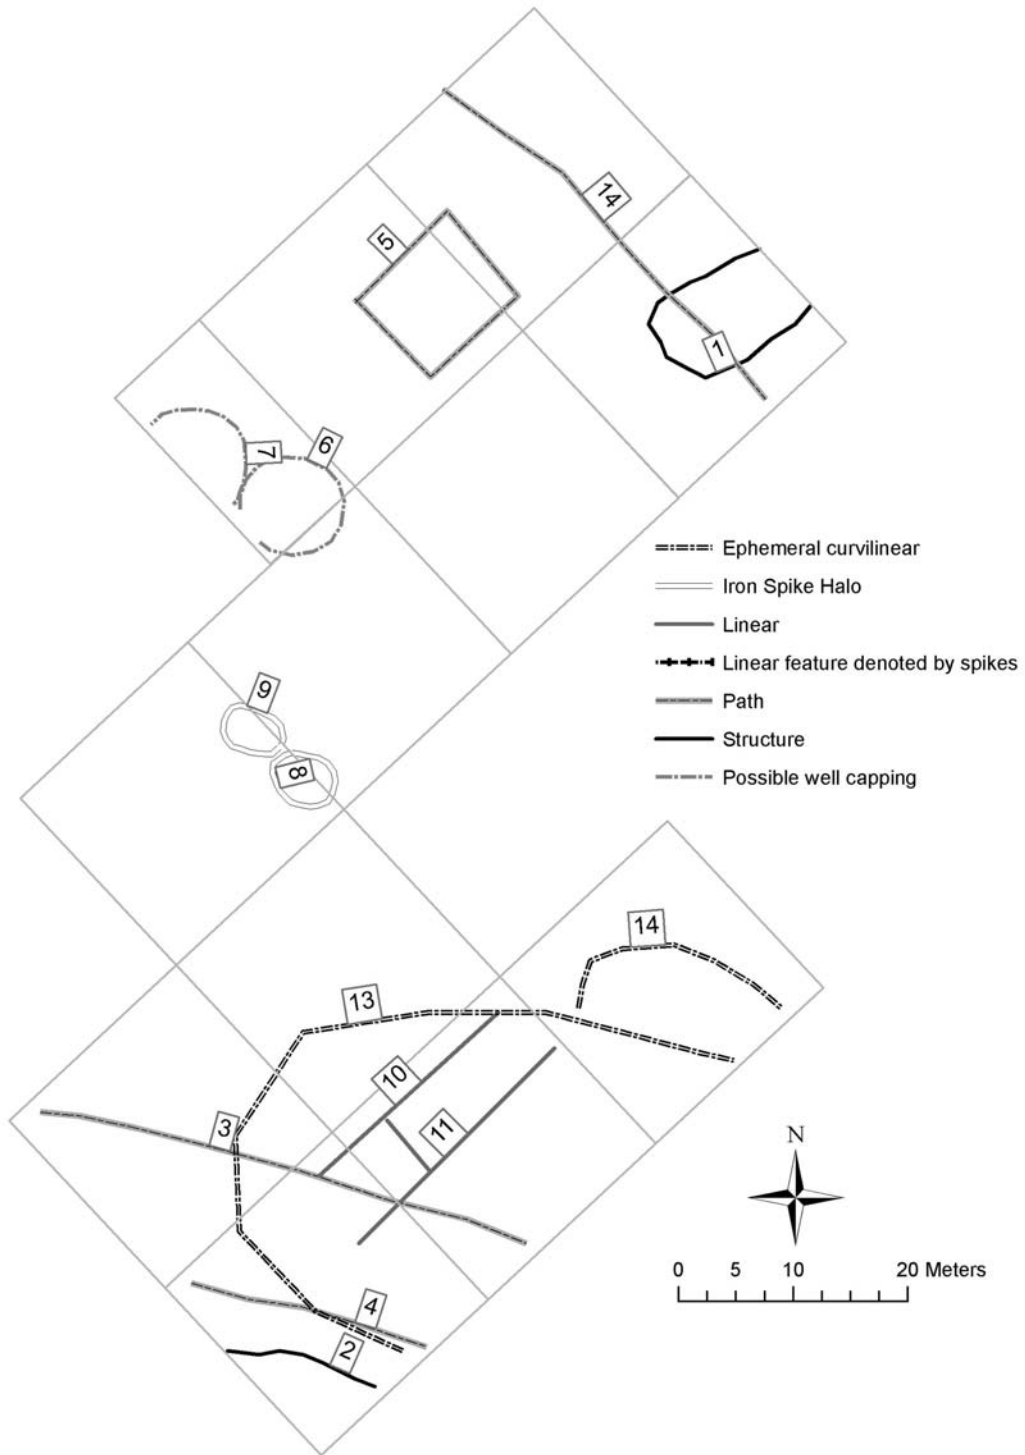 14
5
1
6
7
Ephemeral curvilinear
Iron Spike Halo
Linear
Linear feature denoted by spikes
Path
Structure
Possible well capping
9
8
14
13
10
11
3
N
0 5 10 20 Meters
4
2